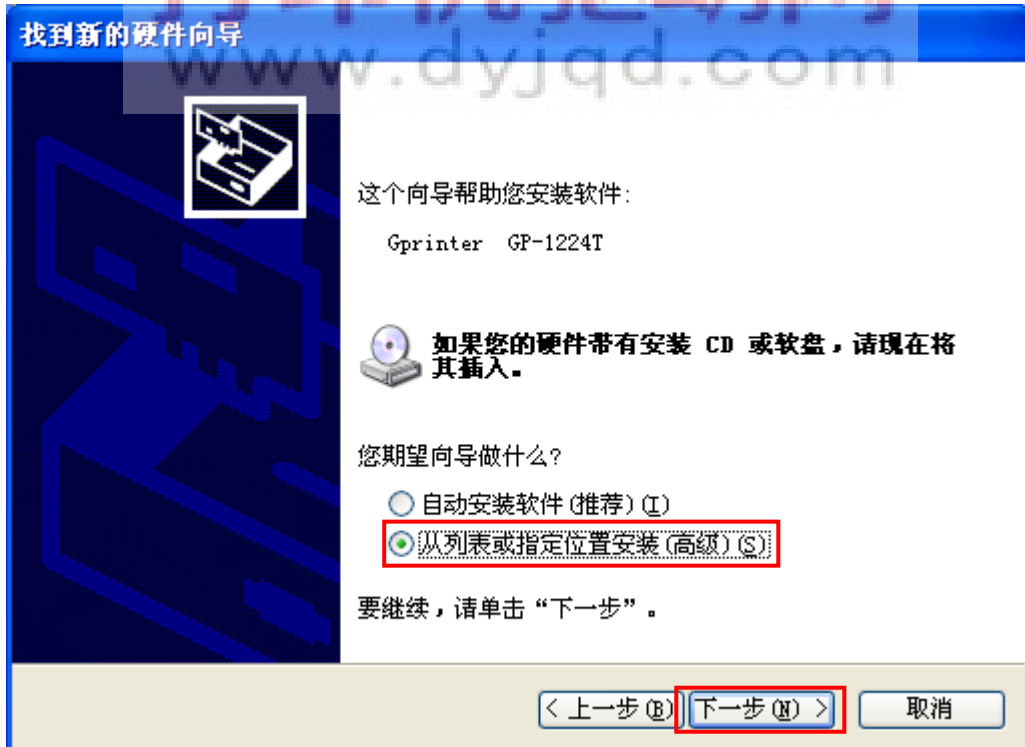 找到新的硬件向导
www.dyjqd.com
这个向导帮助您安装软件:
Gprinter GP-1224T
如果您的硬件带有安装 CD 或软盘，请现在将
其插入。
您期望向导做什么?
自动安装软件(推荐)(I)
从列表或指定位置安装(高级)(S)
要继续，请单击“下一步”。
< 上一步(B) 下一步(N) > 取消